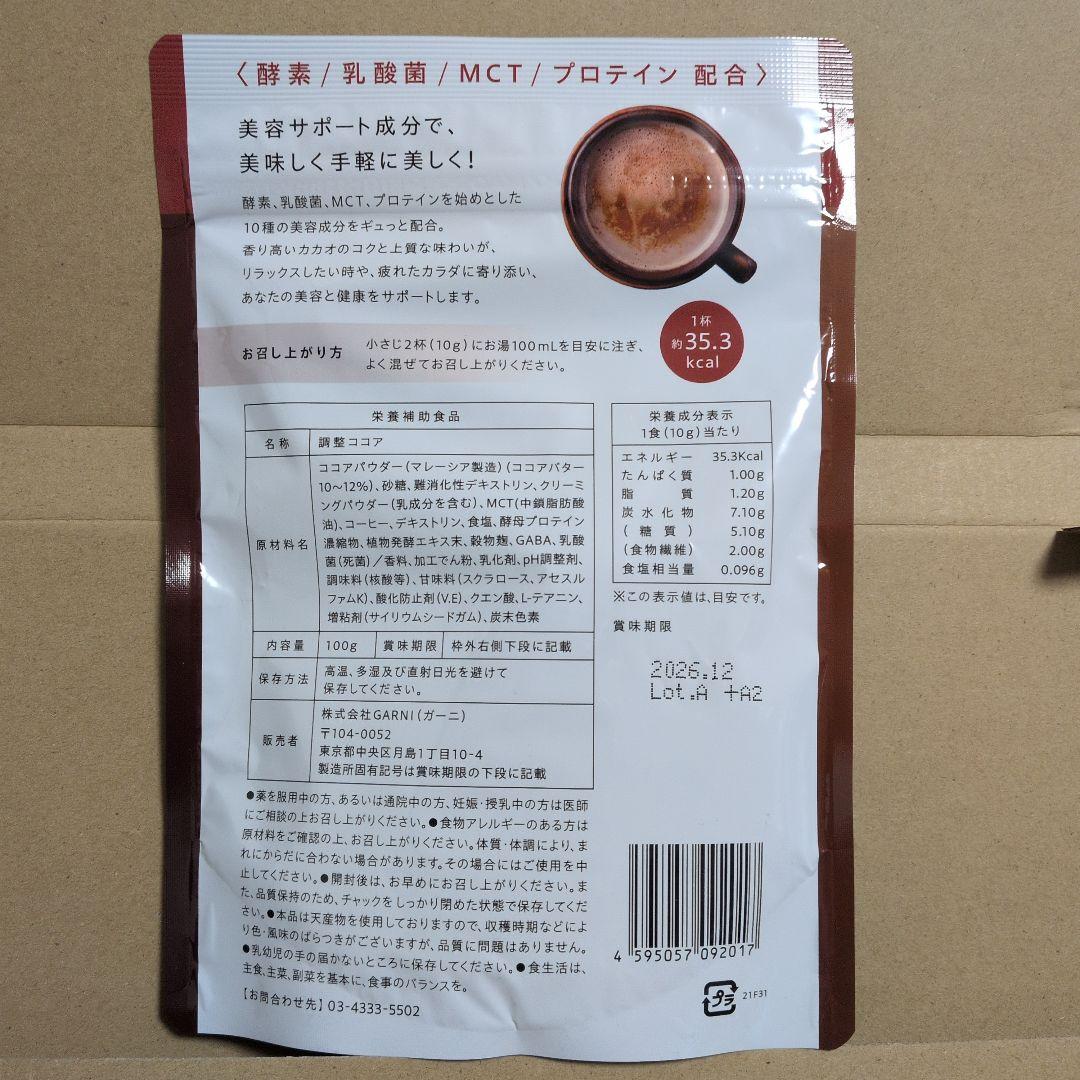 〈酵素/乳酸菌/MCT/プロテイン 配合〉
美容サポート成分で、
美味しく手軽に美しく!
酵素、乳酸菌、MCT、プロテインを始めとした
10種の美容成分をギュっと配合。
香り高いカカオのコクと上質な味わいが、
リラックスしたい時や、疲れたカラダに寄り添い、
あなたの美容と健康をサポートします。
1杯
約35.3
kcal
お召し上がり方
小さじ2杯(10g)にお湯100mLを目安に注ぎ、
よく混ぜてお召し上がりください。
栄養補助食品
名称 調整ココア
原材料名
ココアパウダー(マレーシア製造)(ココアバター
10〜12%)、砂糖、難消化性デキストリン、クリーミ
ングパウダー(乳成分を含む)、MCT(中鎖脂肪酸
油)、コーヒー、デキストリン、食塩、酵母プロテイン
濃縮物、植物発酵エキス末、穀物麹、GABA、乳酸
菌(死菌)/香料、加工でん粉、乳化剤、pH調整剤、
調味料(核酸等)、甘味料(スクラロース、アセスル
ファムK)、酸化防止剤(V.E)、クエン酸、L-テアニン、
増粘剤(サイリウムシードガム)、炭末色素
内容量 100g 賞味期限 枠外右側下段に記載
保存方法
高温、多湿及び直射日光を避けて
保存してください。
販売者
株式会社GARNI(ガーニ)
〒104-0052
東京都中央区月島1丁目10-4
製造所固有記号は賞味期限の下段に記載
栄養成分表示
1食(10g)当たり
エネルギー 35.3Kcal
たんぱく質 1.00g
脂質 1.20g
炭水化物 7.10g
(糖質) 5.10g
(食物繊維) 2.00g
食塩相当量 0.096g
※この表示値は、目安です。
賞味期限
2026.12
Lot.A +A2
●薬を服用中の方、あるいは通院中の方、妊娠・授乳中の方は医師
にご相談の上お召し上がりください。●食物アレルギーのある方は
原材料をご確認の上、お召し上がりください。体質・体調により、ま
れにからだに合わない場合があります。その場合にはご使用を中
止してください。●開封後は、お早めにお召し上がりください。ま
た、品質保持のため、チャックをしっかり閉めた状態で保存してくだ
さい。●本品は天産物を使用しておりますので、収穫時期などによ
り色・風味のばらつきがございますが、品質に問題はありません。
●乳幼児の手の届かないところに保存してください。●食生活は、
主食、主菜、副菜を基本に、食事のバランスを。
【お問合わせ先】03-4333-5502
4 595057 092017
プラ
21F31